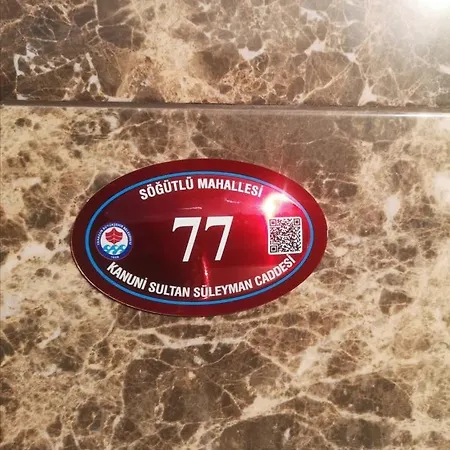 SÖĞÜTLÜ MAHALLESİ
77
KANUNİ SULTAN SÜLEYMAN CADDESİ